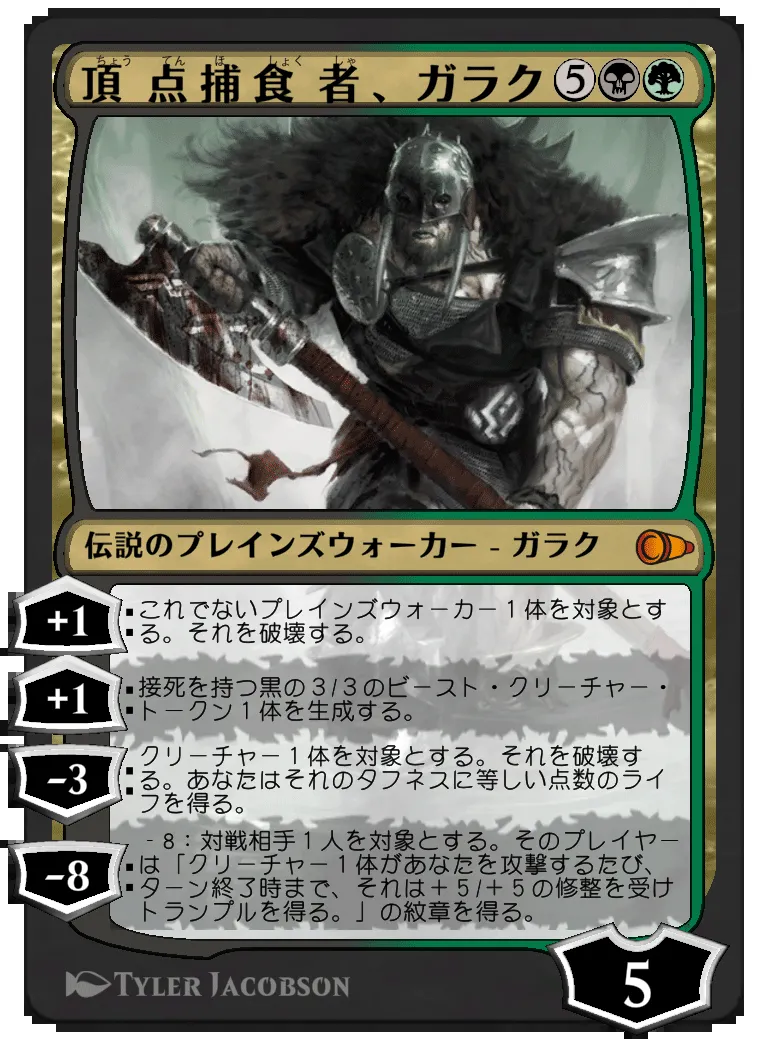 ちょう てん ほ しょく しゃ
頂点捕食者、ガラク 5
伝説のプレインズウォーカー - ガラク
+1 : これでないプレインズウォーカー１体を対象とす
る。それを破壊する。
+1 : 接死を持つ黒の３/３のビースト・クリーチャー・
トークン１体を生成する。
-3 : クリーチャー１体を対象とする。それを破壊す
る。あなたはそれのタフネスに等しい点数のライ
フを得る。
-8 : ‐８：対戦相手１人を対象とする。そのプレイヤー
は「クリーチャー１体があなたを攻撃するたび、
ターン終了時まで、それは＋５/＋５の修整を受け
トランプルを得る。」の紋章を得る。
TYLER JACOBSON
5